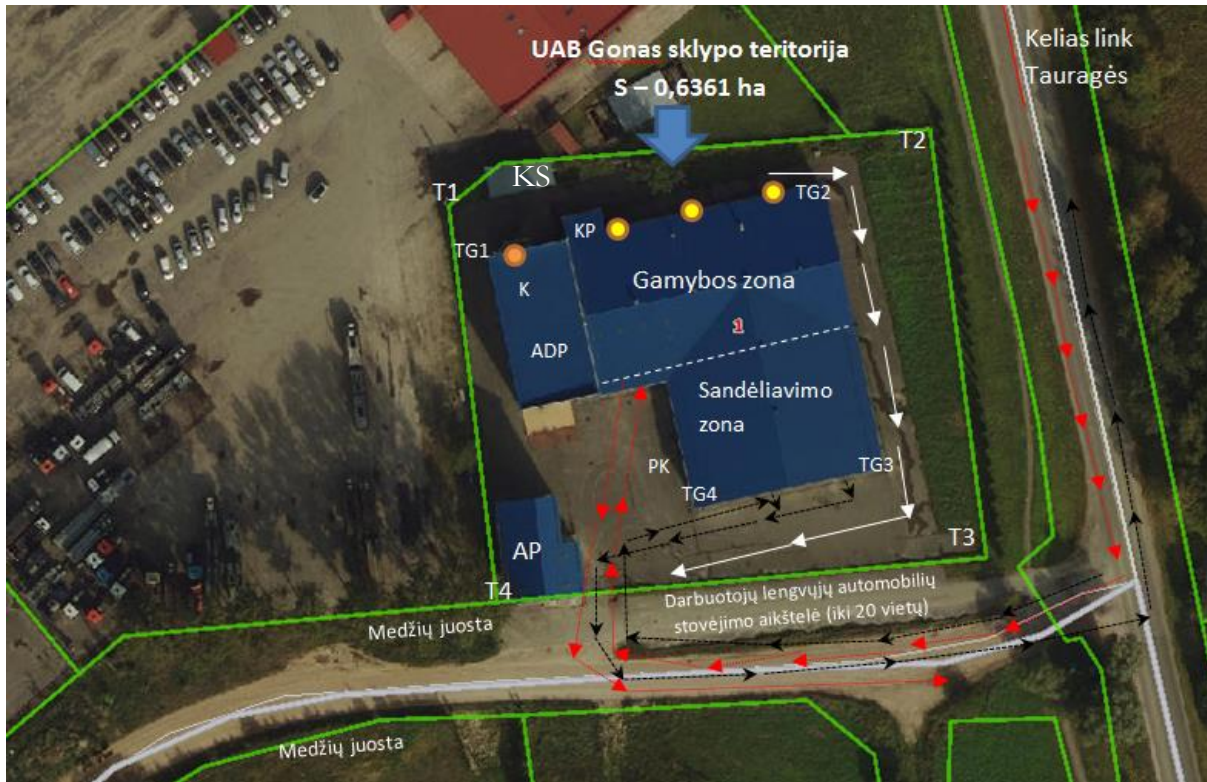 UAB Gonas sklypo teritorija
S – 0,6361 ha
Kelias link
Tauragės
T2
KS
T1
TG2
KP
TG1
K
Gamybos zona
1
ADP
Sandėliavimo
zona
PK
TG3
TG4
AP
T3
T4
Darbuotojų lengvųjų automobilių
stovėjimo aikštelė (iki 20 vietų)
Medžių juosta
Medžių juosta